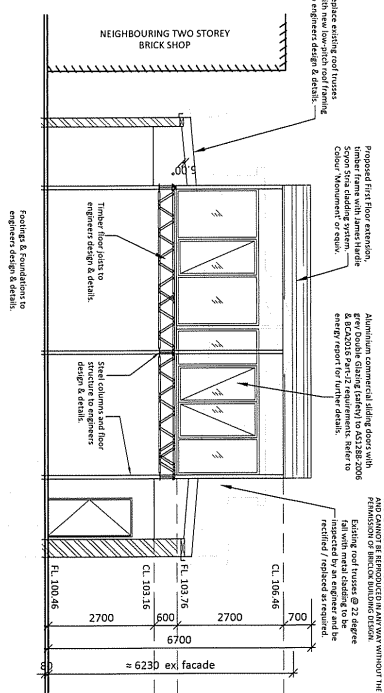 NEIGHBOURING TWO STOREY
BRICK SHOP
place existing roof trusses
ith new low-pitch roof framing
engineers design & details.
Proposed First Floor extension,
timber frame with James Hardie
Scyon Stria cladding system.
Colour 'Monument' or equiv.
Aluminium commercial sliding doors with
grey Double Glazing (safety) to AS1288-2006
& BCA2016 Part-J2 requirements. Refer to
energy report for further details.
AND CANNOT BE REPRODUCED IN ANY WAY WITHOUT THE
PERMISSION OF BRICLOK BUILDING DESIGN.
Existing roof trusses @ 22 degree
fall with metal cladding to be
inspected by an engineer and be
rectified / replaced as required.
5.00°
Timber floor joists to
engineers design & details.
Steel columns and floor
structure to engineers
design & details.
Footings & Foundations to
engineers design & details.
FL 100.46
CL 103.16
FL 103.76
CL 106.46
2700
600
2700
700
6700
≈ 6230 ex. facade